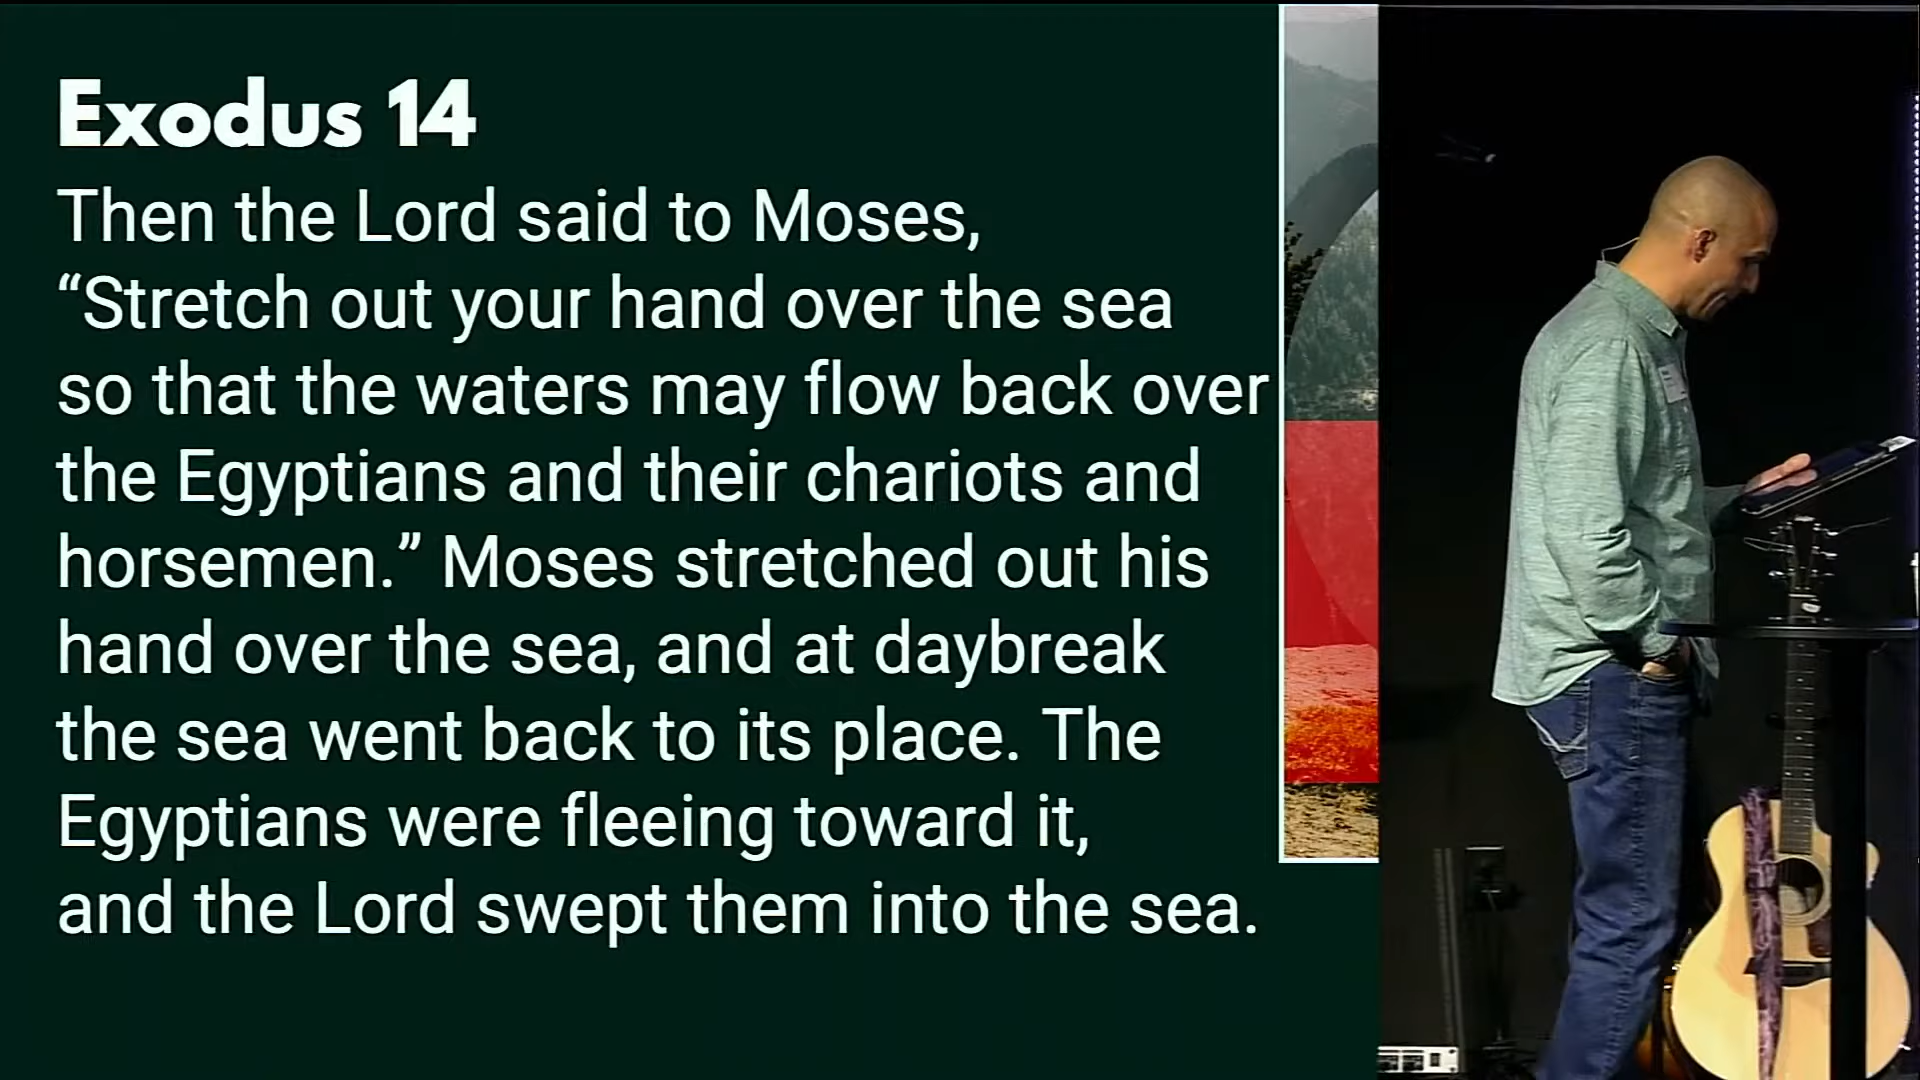 Exodus 14
Then the Lord said to Moses,
“Stretch out your hand over the sea
so that the waters may flow back over
the Egyptians and their chariots and
horsemen.” Moses stretched out his
hand over the sea, and at daybreak
the sea went back to its place. The
Egyptians were fleeing toward it,
and the Lord swept them into the sea.